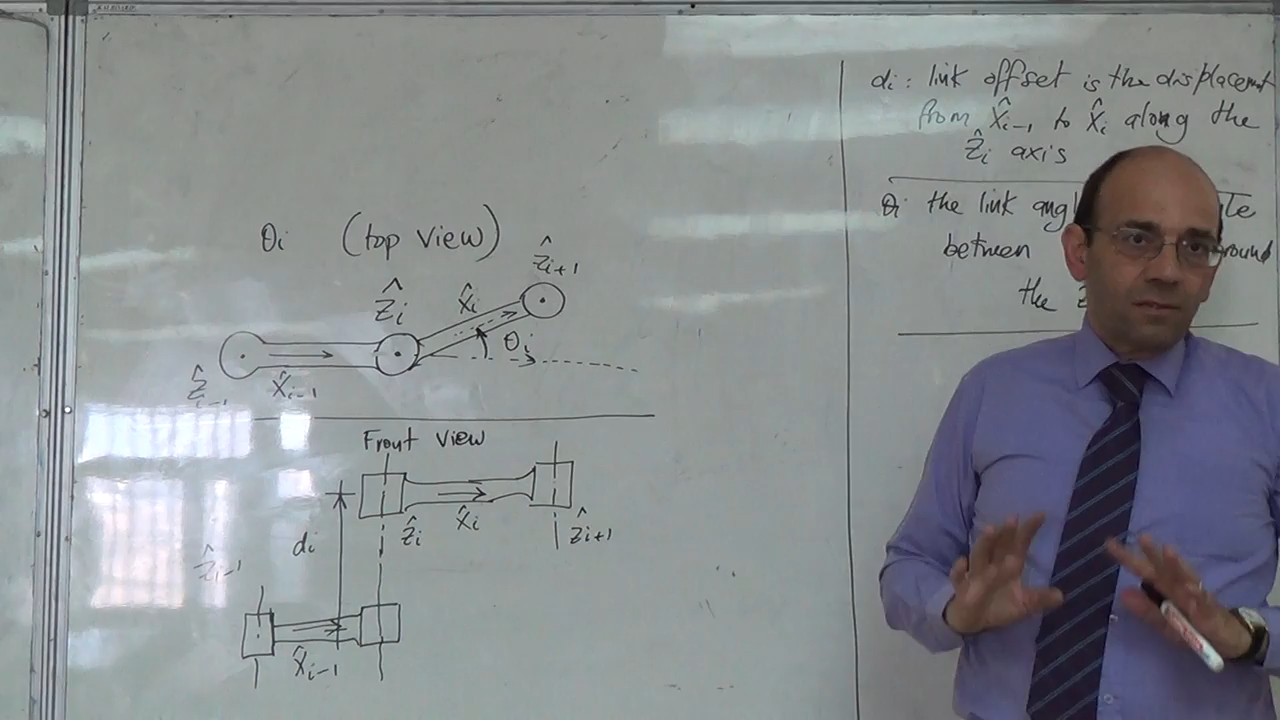 θi (top view)
Ẑi+1
Ẑi X̂i
θi
Ẑi-1 X̂i-1
Front view
Ẑi X̂i Ẑi+1
di
Ẑi-1
X̂i-1
di : link offset is the displacement
from X̂i-1 to X̂i along the
Ẑi axis
θi the link
between
the